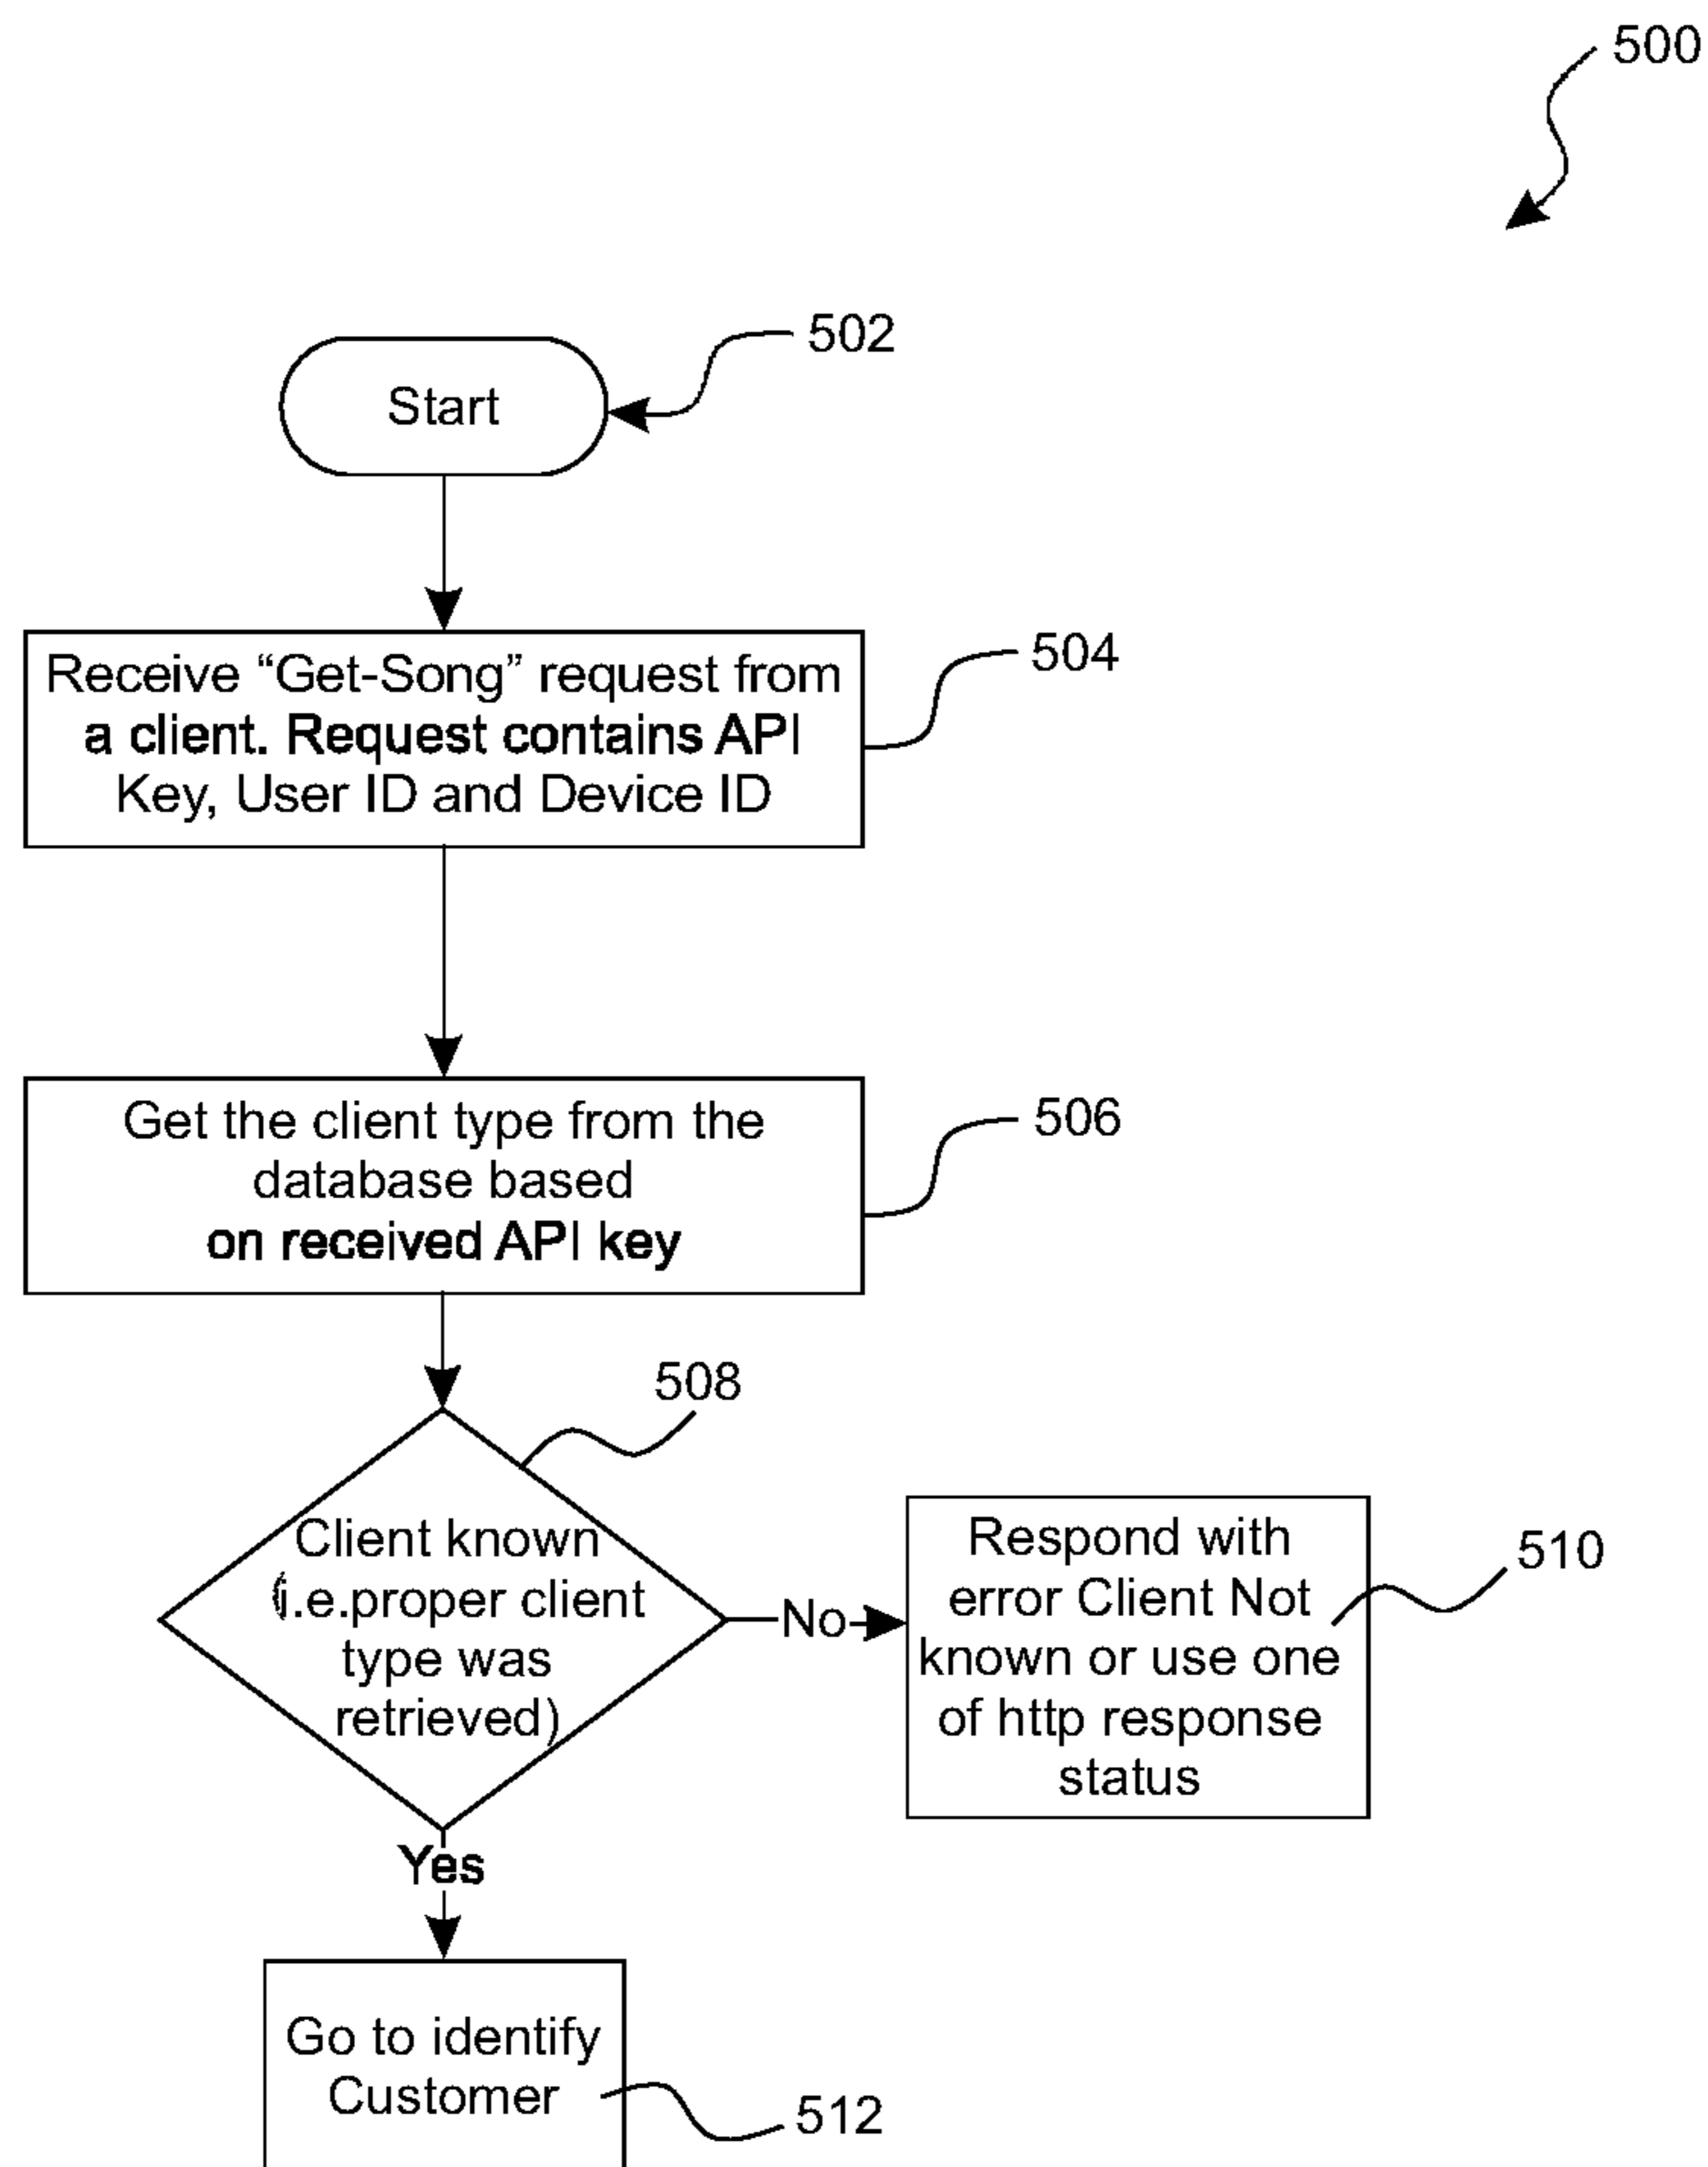 500
502
Start
Receive “Get-Song” request from
a client. Request contains API
Key, User ID and Device ID
504
Get the client type from the
database based
on received API key
506
508
Client known
(i.e.proper client
type was
retrieved)
No
Respond with
error Client Not
known or use one
of http response
status
510
Yes
Go to identify
Customer
512